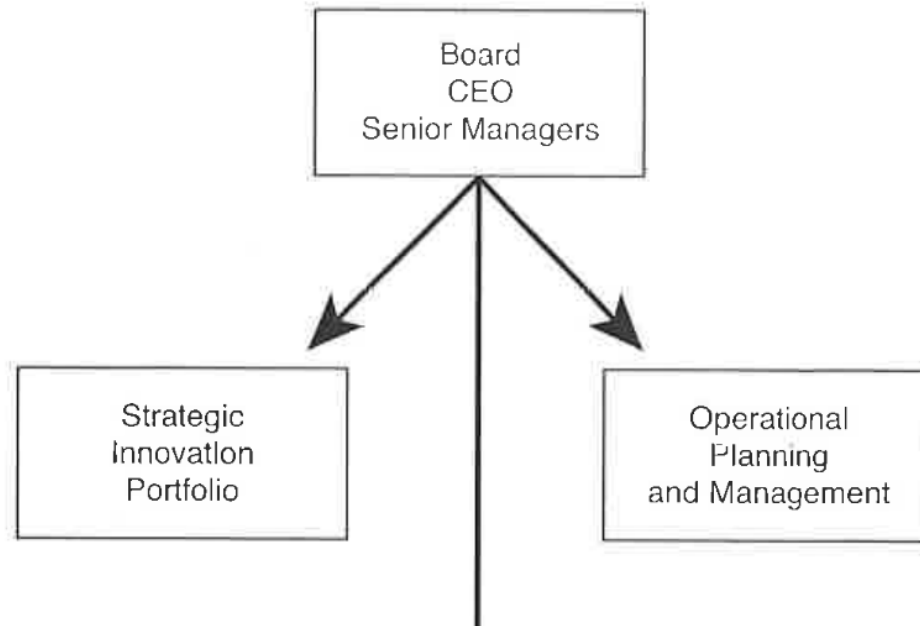 Board
CEO
Senior Managers
Strategic
Innovation
Portfolio
Operational
Planning
and Management